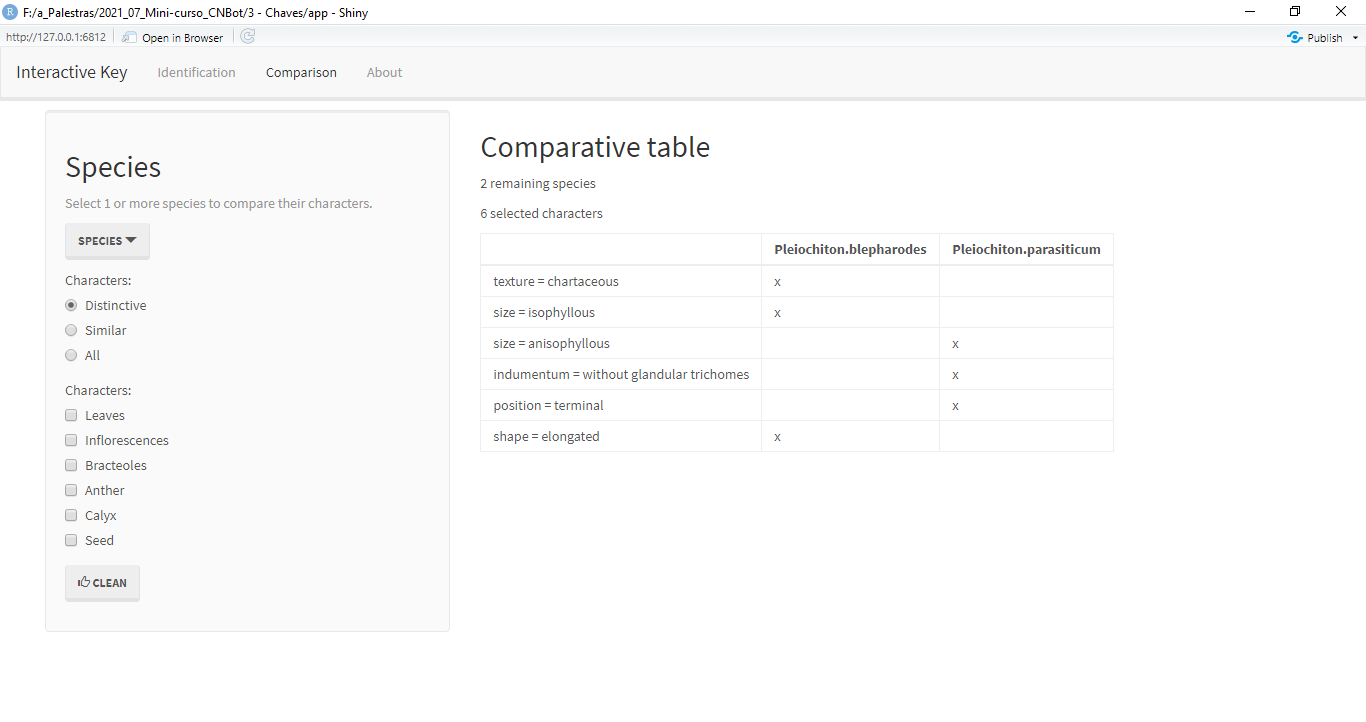 R F:/a_Palestras/2021_07_Mini-curso_CNBot/3 - Chaves/app - Shiny
http://127.0.0.1:6812 Open in Browser Publish
Interactive Key Identification Comparison About
Species
Select 1 or more species to compare their characters.
SPECIES
Characters:
Distinctive
Similar
All
Characters:
Leaves
Inflorescences
Bracteoles
Anther
Calyx
Seed
CLEAN
Comparative table
2 remaining species
6 selected characters
Pleiochiton.blepharodes Pleiochiton.parasiticum
texture = chartaceous x
size = isophyllous x
size = anisophyllous x
indumentum = without glandular trichomes x
position = terminal x
shape = elongated x